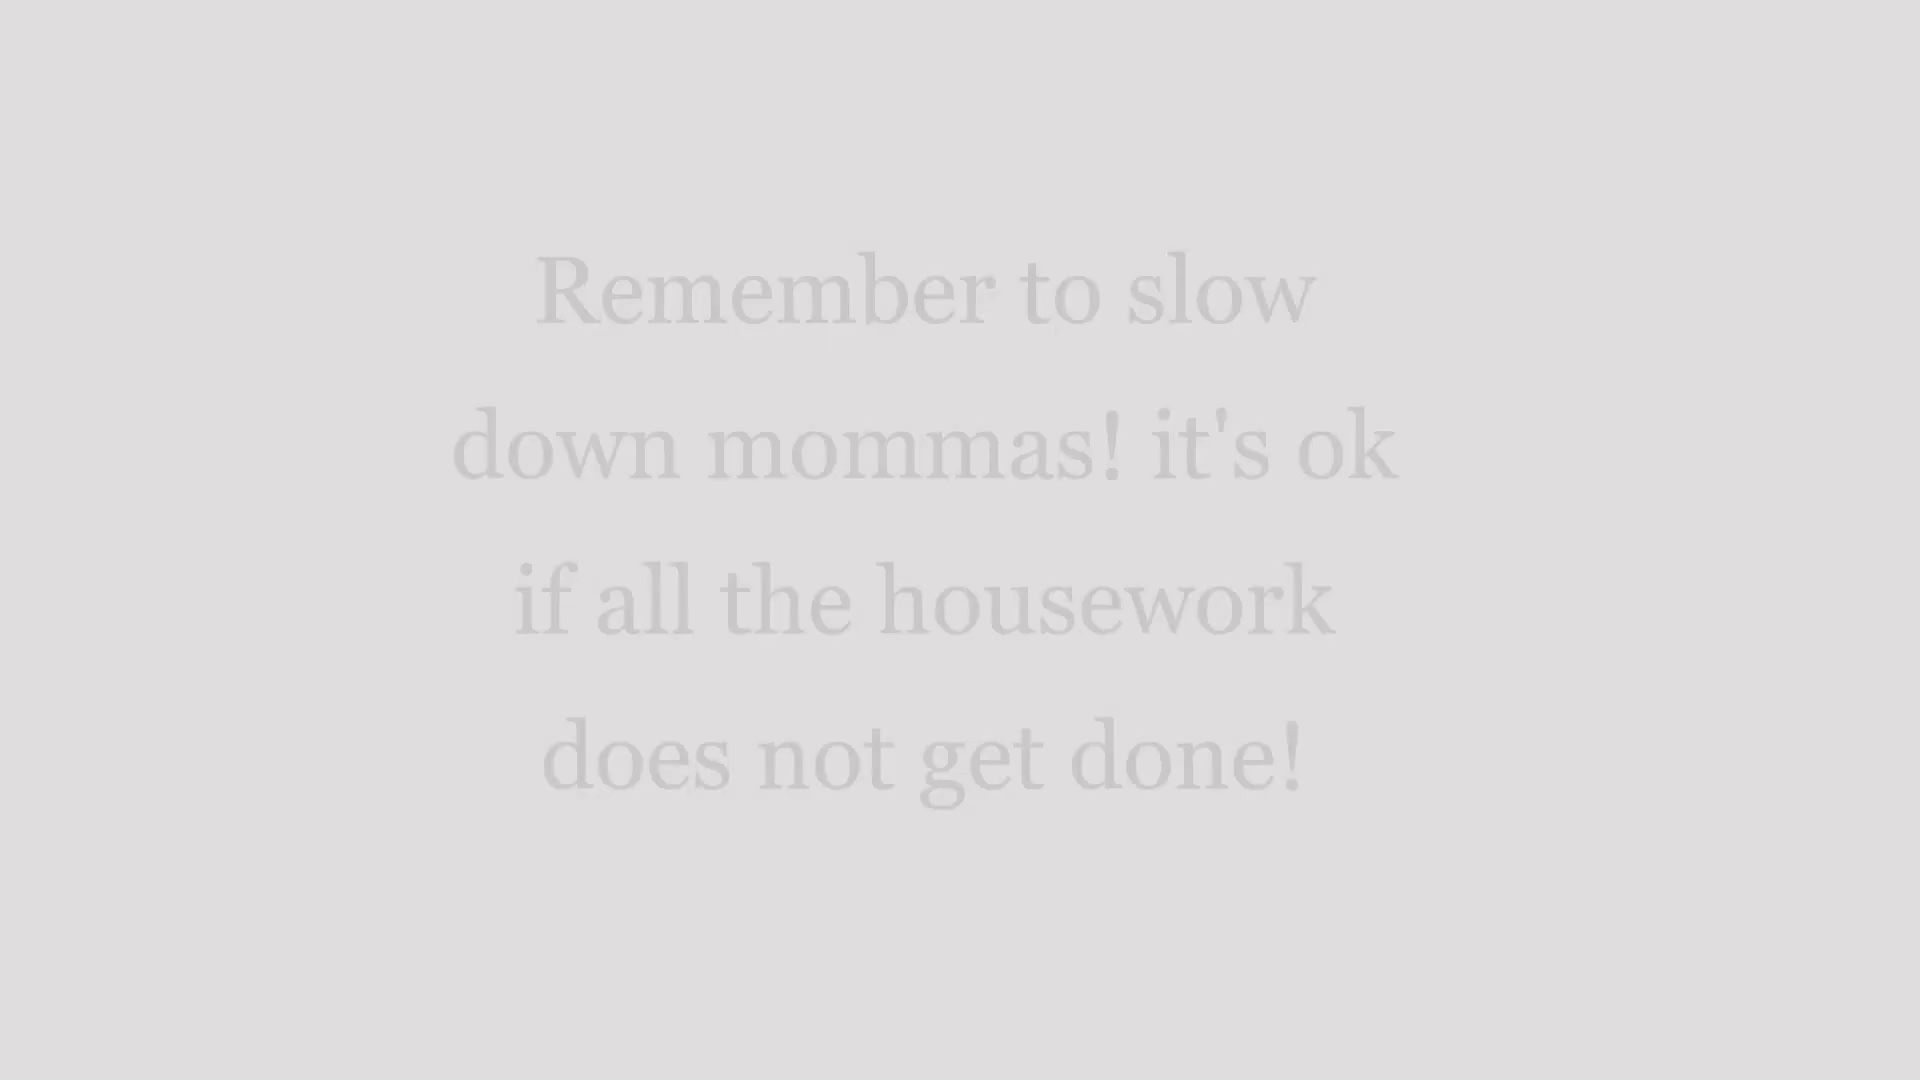 Remember to slow
down mommas! it's ok
if all the housework
does not get done!